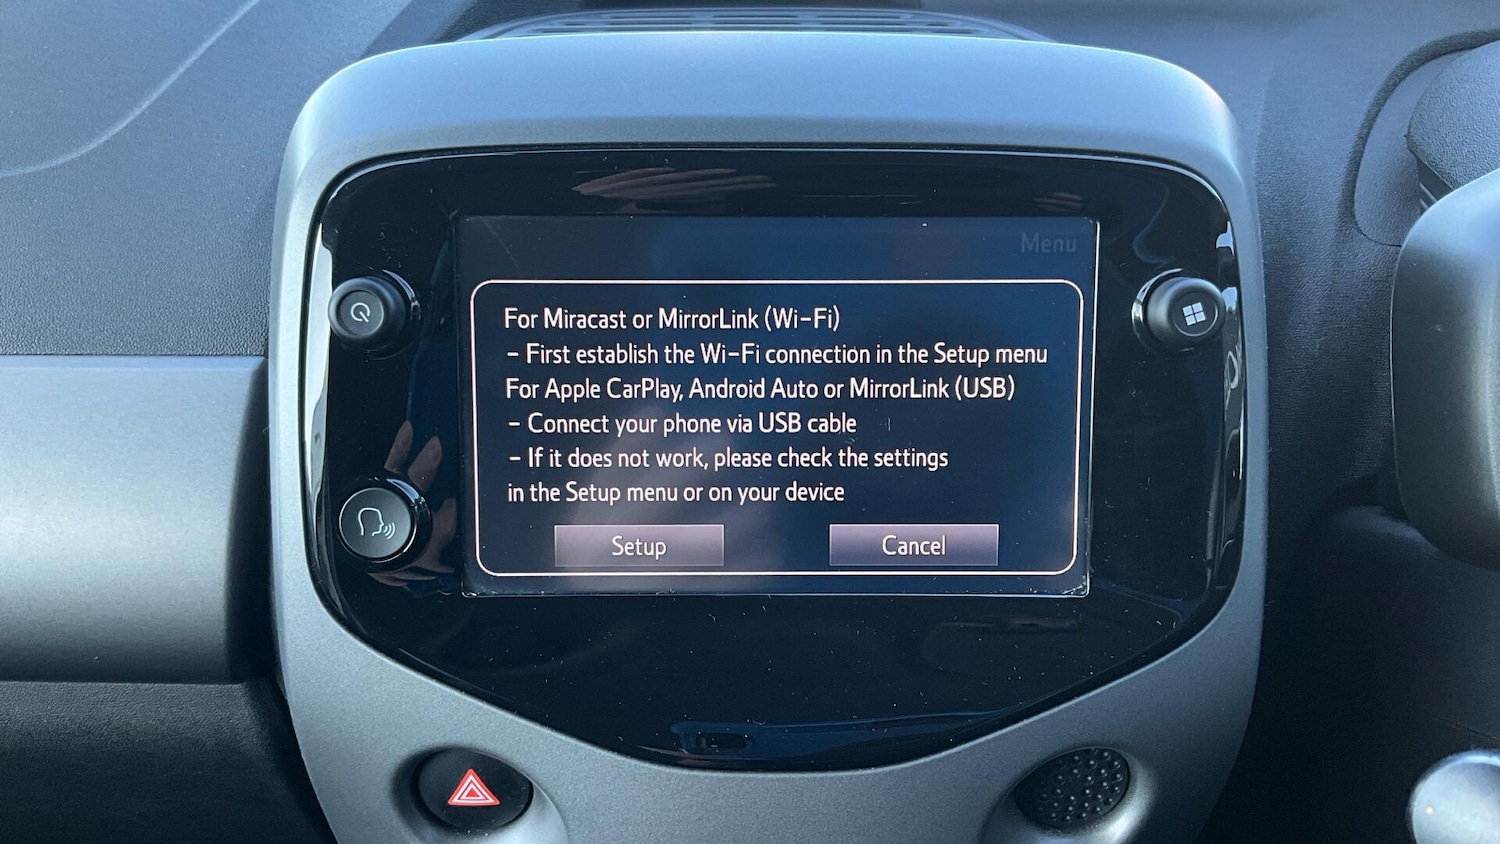 Menu
For Miracast or MirrorLink (Wi-Fi)
- First establish the Wi-Fi connection in the Setup menu
For Apple CarPlay, Android Auto or MirrorLink (USB)
- Connect your phone via USB cable
- If it does not work, please check the settings
in the Setup menu or on your device
Setup Cancel